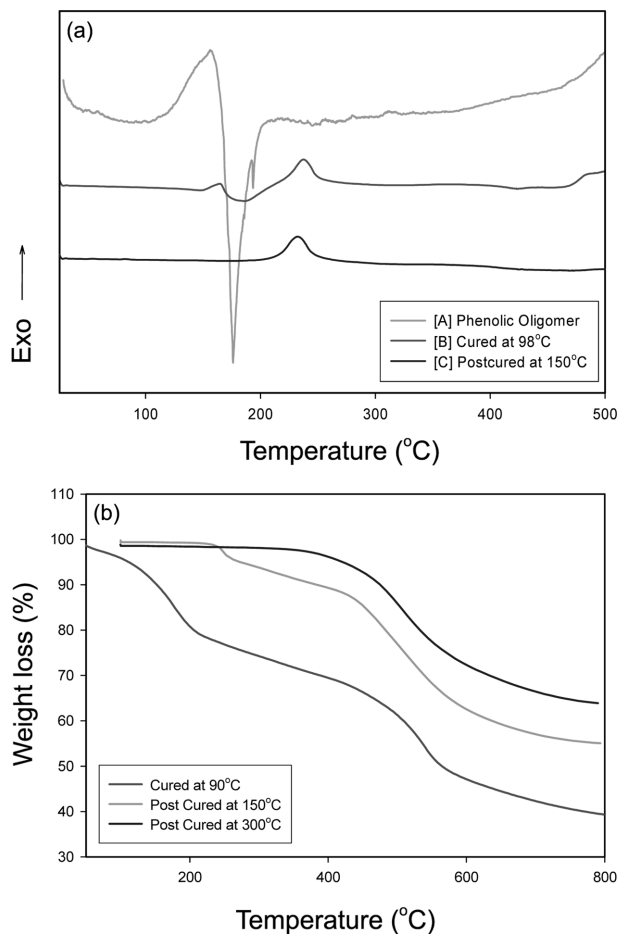 (a)
Exo
[A] Phenolic Oligomer
[B] Cured at 98°C
[C] Postcured at 150°C
100 200 300 400 500
Temperature (°C)
(b)
110
100
90
80
70
60
50
40
30
Weight loss (%)
Cured at 90°C
Post Cured at 150°C
Post Cured at 300°C
200 400 600 800
Temperature (°C)